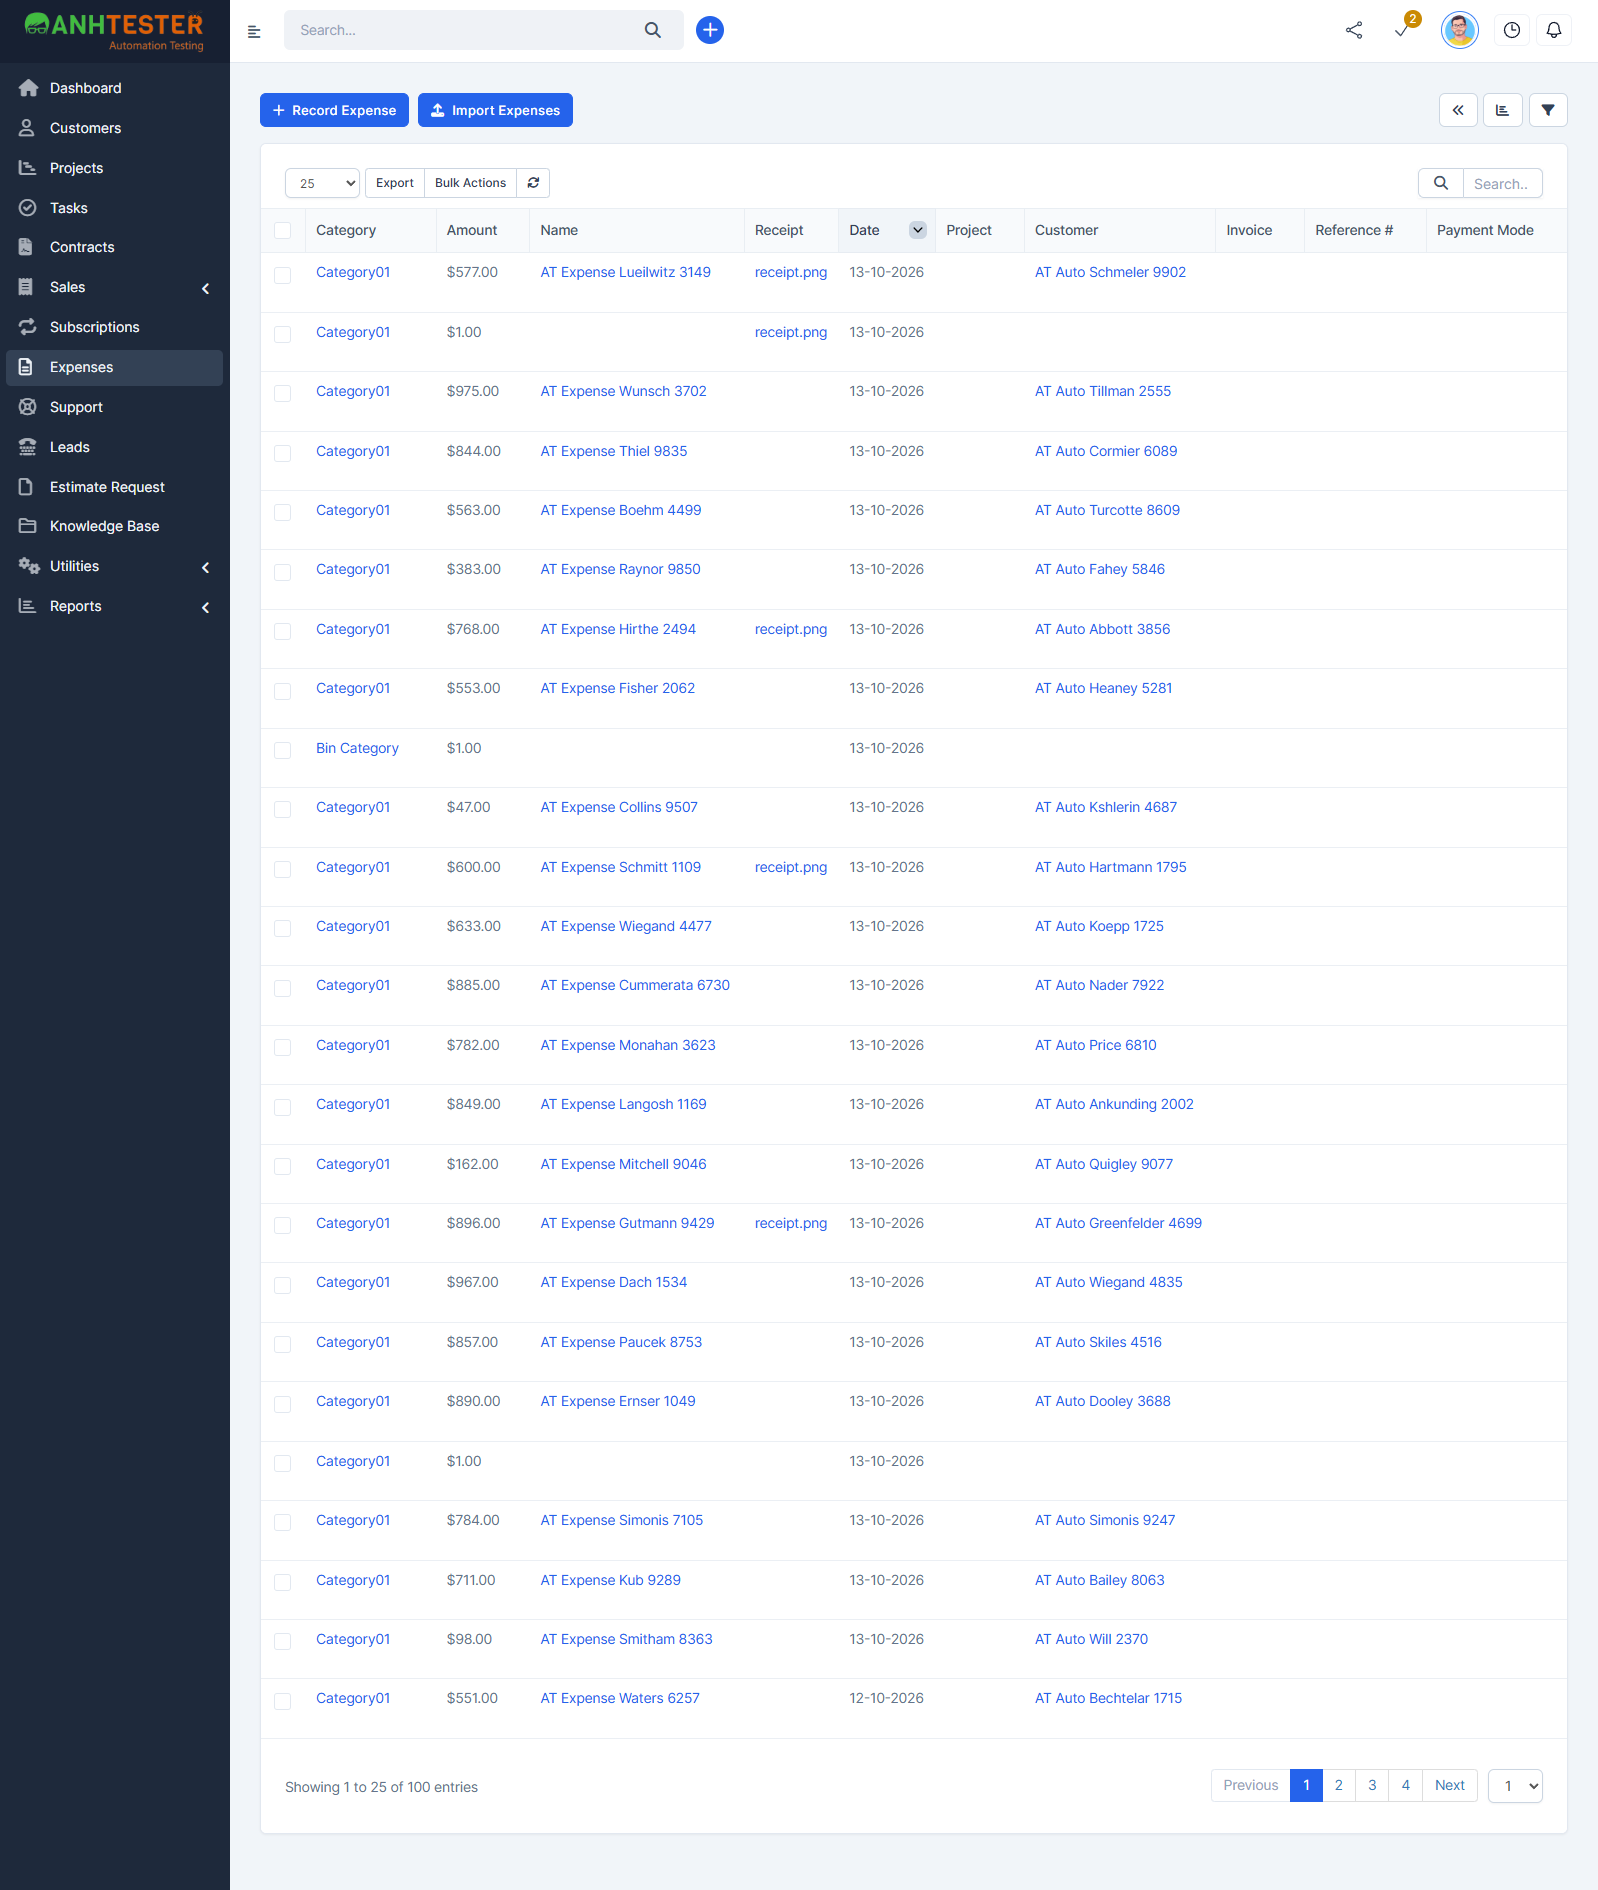 ANHTESTER
Automation Testing
Search...
2
Dashboard
Customers
Projects
Tasks
Contracts
Sales
Subscriptions
Expenses
Support
Leads
Estimate Request
Knowledge Base
Utilities
Reports
Record Expense Import Expenses
25 Export Bulk Actions Search..
Category Amount Name Receipt Date Project Customer Invoice Reference # Payment Mode
Category01 $577.00 AT Expense Lueilwitz 3149 receipt.png 13-10-2026 AT Auto Schmeler 9902
Category01 $1.00 receipt.png 13-10-2026
Category01 $975.00 AT Expense Wunsch 3702 13-10-2026 AT Auto Tillman 2555
Category01 $844.00 AT Expense Thiel 9835 13-10-2026 AT Auto Cormier 6089
Category01 $563.00 AT Expense Boehm 4499 13-10-2026 AT Auto Turcotte 8609
Category01 $383.00 AT Expense Raynor 9850 13-10-2026 AT Auto Fahey 5846
Category01 $768.00 AT Expense Hirthe 2494 receipt.png 13-10-2026 AT Auto Abbott 3856
Category01 $553.00 AT Expense Fisher 2062 13-10-2026 AT Auto Heaney 5281
Bin Category $1.00 13-10-2026
Category01 $47.00 AT Expense Collins 9507 13-10-2026 AT Auto Kshlerin 4687
Category01 $600.00 AT Expense Schmitt 1109 receipt.png 13-10-2026 AT Auto Hartmann 1795
Category01 $633.00 AT Expense Wiegand 4477 13-10-2026 AT Auto Koepp 1725
Category01 $885.00 AT Expense Cummerata 6730 13-10-2026 AT Auto Nader 7922
Category01 $782.00 AT Expense Monahan 3623 13-10-2026 AT Auto Price 6810
Category01 $849.00 AT Expense Langosh 1169 13-10-2026 AT Auto Ankunding 2002
Category01 $162.00 AT Expense Mitchell 9046 13-10-2026 AT Auto Quigley 9077
Category01 $896.00 AT Expense Gutmann 9429 receipt.png 13-10-2026 AT Auto Greenfelder 4699
Category01 $967.00 AT Expense Dach 1534 13-10-2026 AT Auto Wiegand 4835
Category01 $857.00 AT Expense Paucek 8753 13-10-2026 AT Auto Skiles 4516
Category01 $890.00 AT Expense Ernser 1049 13-10-2026 AT Auto Dooley 3688
Category01 $1.00 13-10-2026
Category01 $784.00 AT Expense Simonis 7105 13-10-2026 AT Auto Simonis 9247
Category01 $711.00 AT Expense Kub 9289 13-10-2026 AT Auto Bailey 8063
Category01 $98.00 AT Expense Smitham 8363 13-10-2026 AT Auto Will 2370
Category01 $551.00 AT Expense Waters 6257 12-10-2026 AT Auto Bechtelar 1715
Showing 1 to 25 of 100 entries Previous 1 2 3 4 Next 1